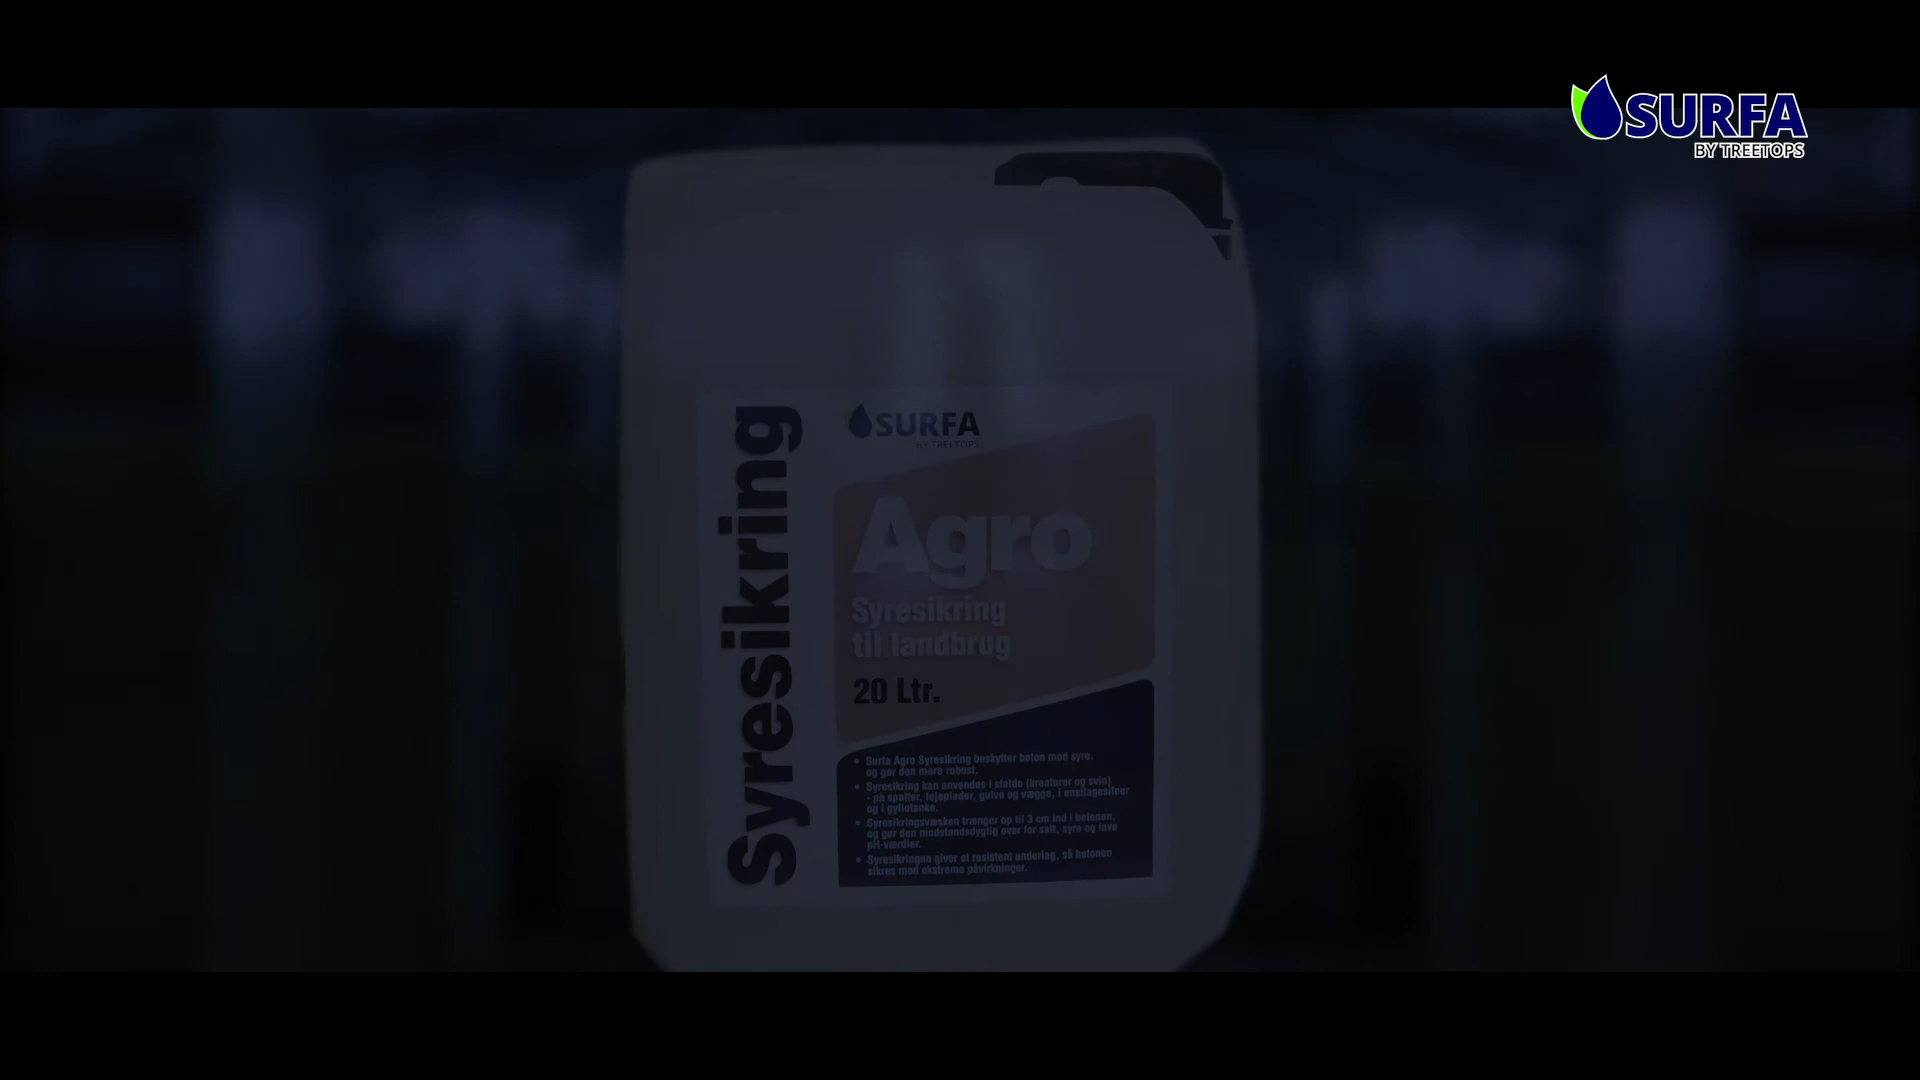 SURFA
BY TREETOPS
Syresikring
SURFA
BY TREETOPS
Agro
Syresikring
til landbrug
20 Ltr.
• Surfa Agro Syresikring beskytter beton mod syre,
og gør den mere robust.
• Syresikring kan anvendes i stalde (kreaturer og svin)
- på spalter, lejeplader, gulve og vægge, i ensilagesiloer
og i gylletanke.
• Syresikringsvæsken trænger op til 3 cm ind i betonen,
og gør den modstandsdygtig over for salt, syre og lave
pH-værdier.
• Syresikringen giver et resistent underlag, så betonen
sikres mod ekstreme påvirkninger.